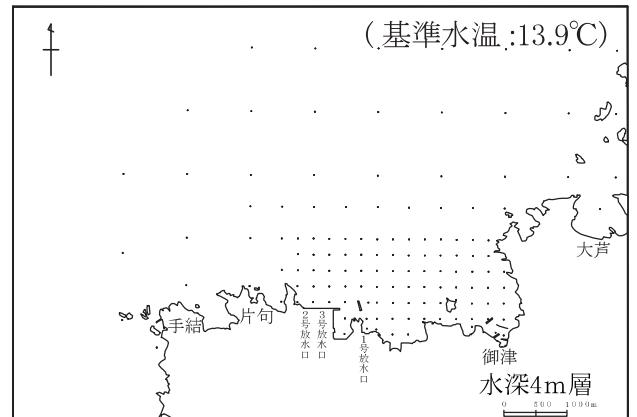 (基準水温:13.9℃)
大芦
手結
片句
2号放水口
3号放水口
1号放水口
御津
水深4m層
0 500 1000m